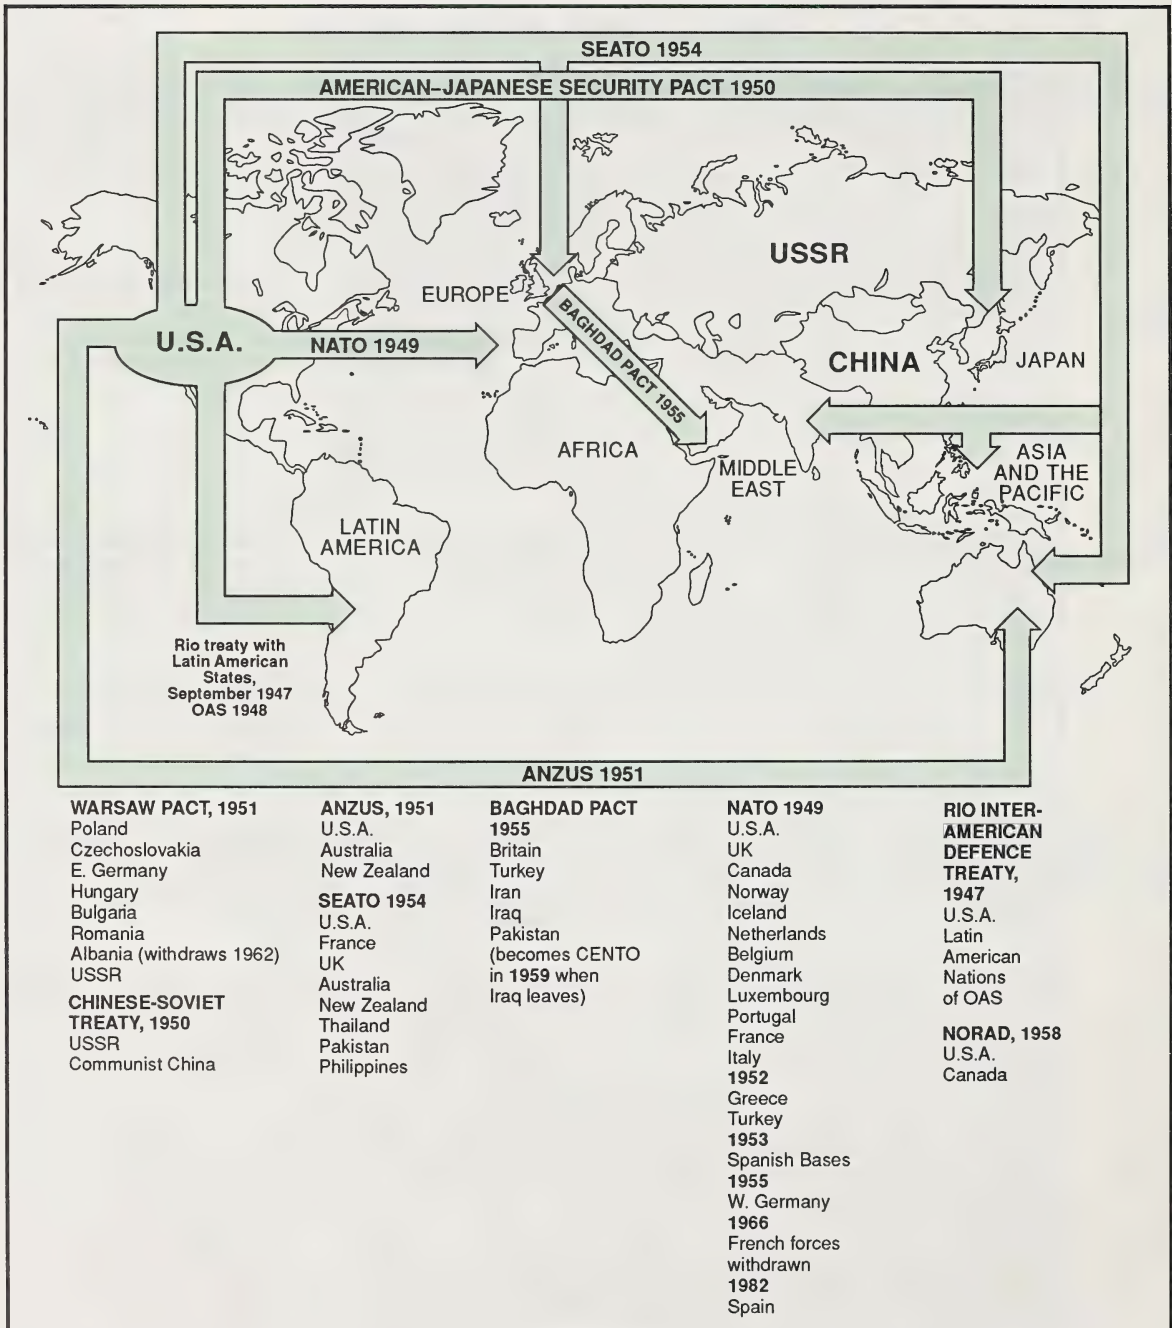 SEATO 1954
AMERICAN–JAPANESE SECURITY PACT 1950
USSR
EUROPE
BAGHDAD PACT 1955
U.S.A.
NATO 1949
CHINA
JAPAN
AFRICA
MIDDLE
EAST
ASIA
AND THE
PACIFIC
LATIN
AMERICA
Rio treaty with
Latin American
States,
September 1947
OAS 1948
ANZUS 1951
WARSAW PACT, 1951
Poland
Czechoslovakia
E. Germany
Hungary
Bulgaria
Romania
Albania (withdraws 1962)
USSR
CHINESE-SOVIET
TREATY, 1950
USSR
Communist China
ANZUS, 1951
U.S.A.
Australia
New Zealand
SEATO 1954
U.S.A.
France
UK
Australia
New Zealand
Thailand
Pakistan
Philippines
BAGHDAD PACT
1955
Britain
Turkey
Iran
Iraq
Pakistan
(becomes CENTO
in 1959 when
Iraq leaves)
NATO 1949
U.S.A.
UK
Canada
Norway
Iceland
Netherlands
Belgium
Denmark
Luxembourg
Portugal
France
Italy
1952
Greece
Turkey
1953
Spanish Bases
1955
W. Germany
1966
French forces
withdrawn
1982
Spain
RIO INTER-
AMERICAN
DEFENCE
TREATY,
1947
U.S.A.
Latin
American
Nations
of OAS
NORAD, 1958
U.S.A.
Canada